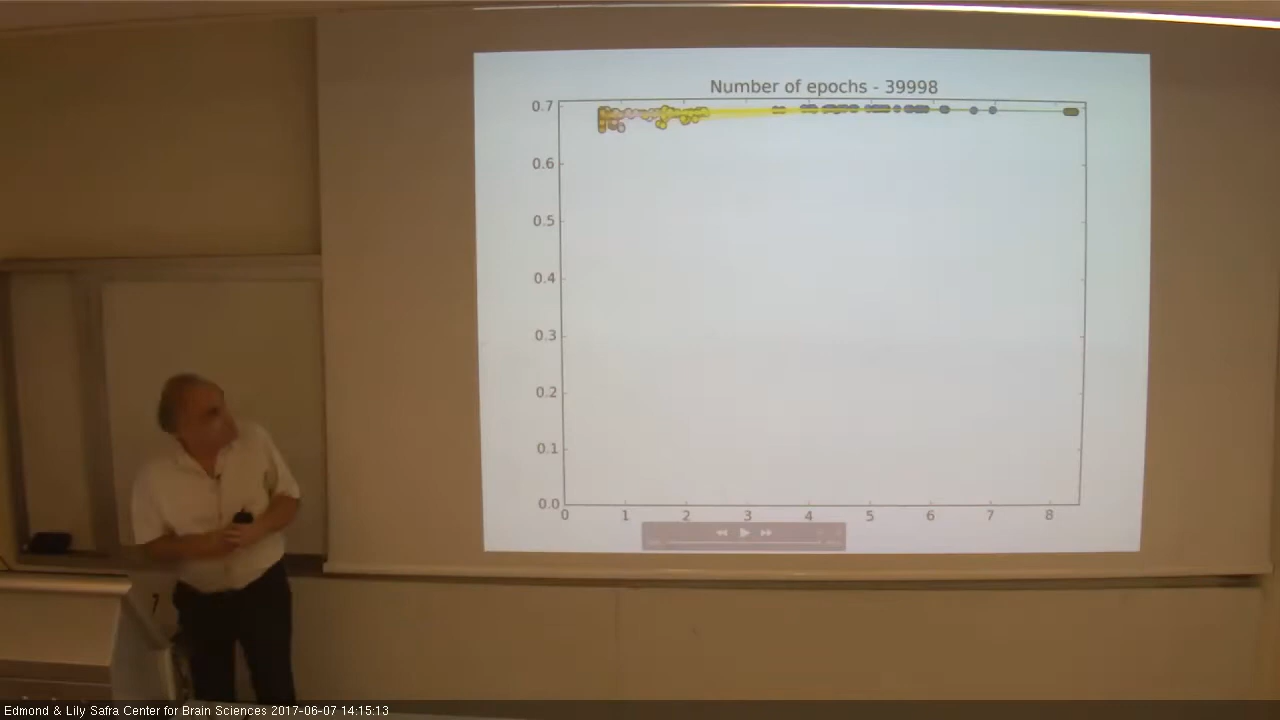 Number of epochs - 39998
0.7
0.6
0.5
0.4
0.3
0.2
0.1
0.0
0 1 2 3 4 5 6 7 8
Edmond & Lily Safra Center for Brain Sciences 2017-06-07 14:15:13